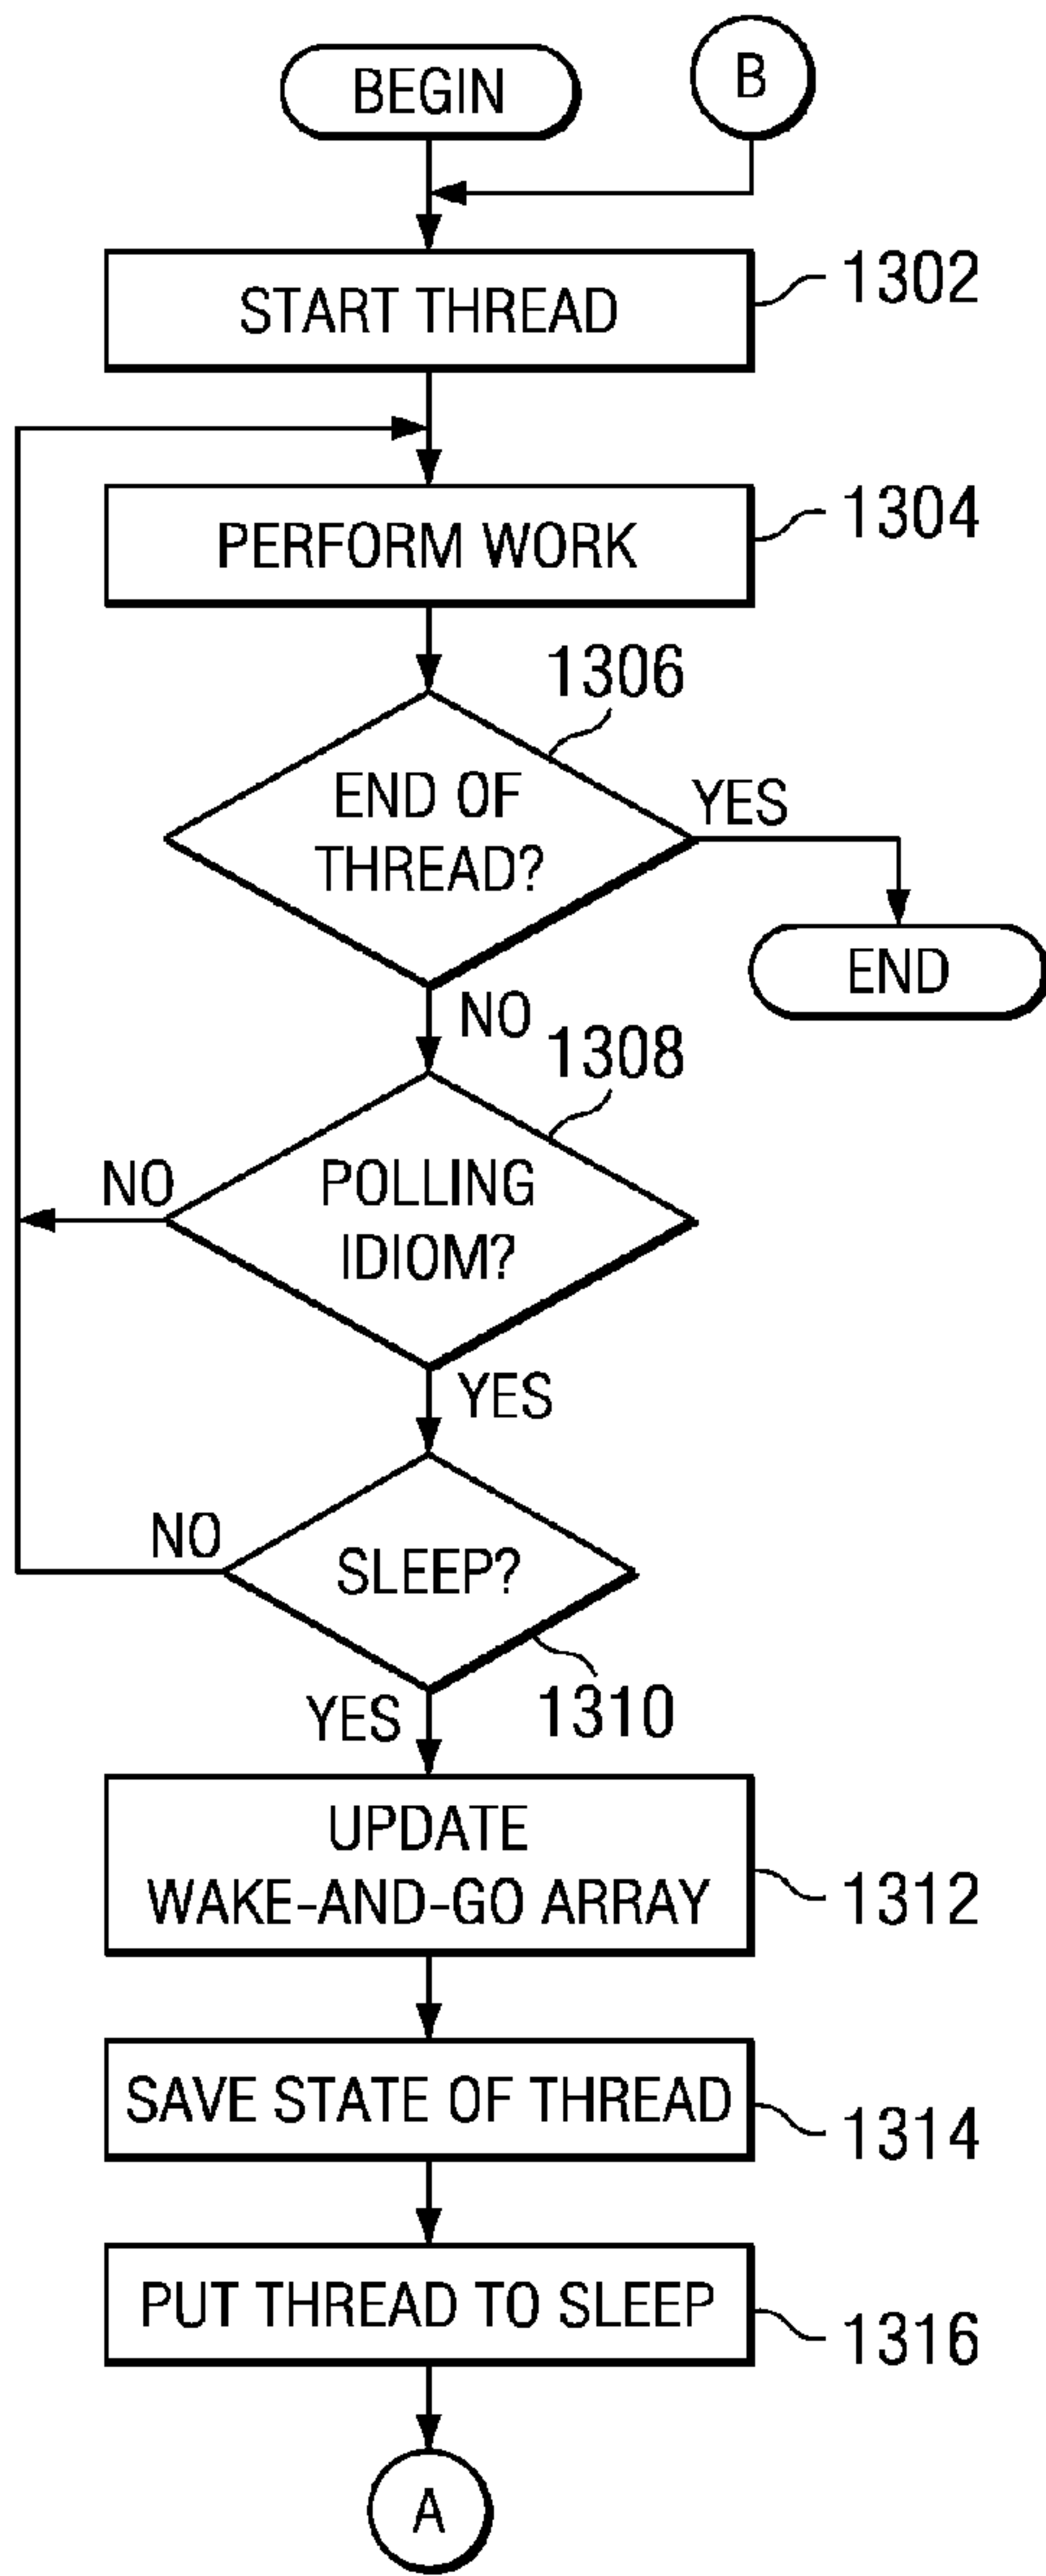 BEGIN
B
START THREAD
1302
PERFORM WORK
1304
1306
END OF
THREAD?
YES
END
NO
1308
POLLING
IDIOM?
NO
YES
SLEEP?
NO
1310
YES
UPDATE
WAKE-AND-GO ARRAY
1312
SAVE STATE OF THREAD
1314
PUT THREAD TO SLEEP
1316
A